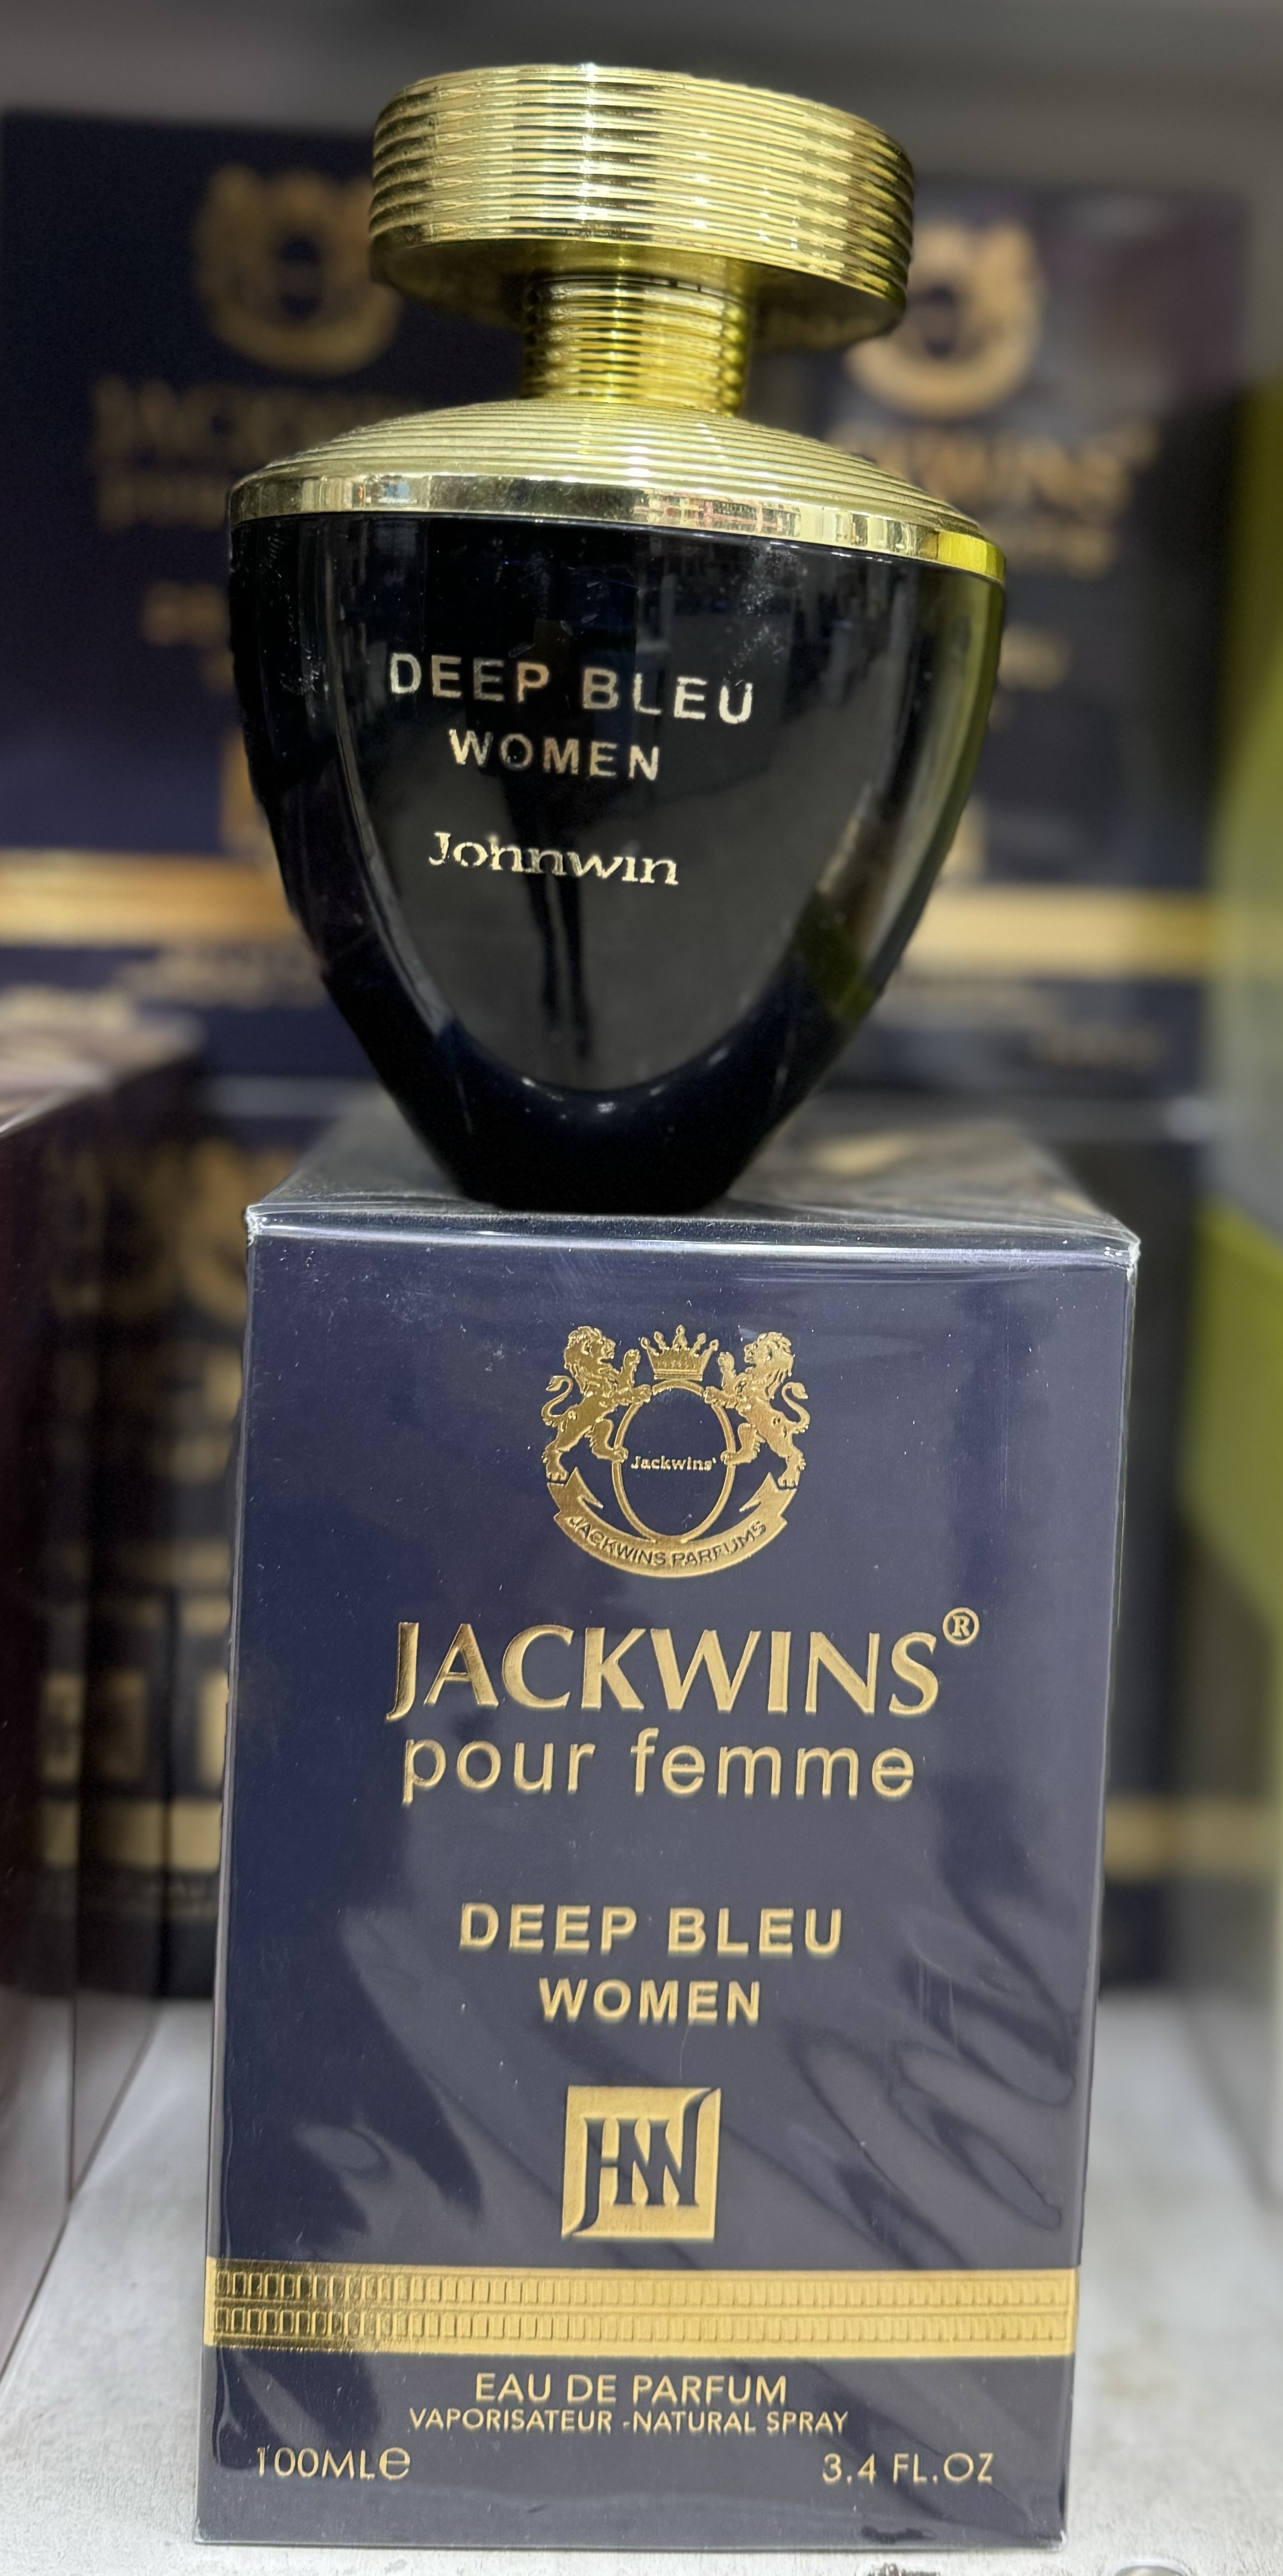 DEEP BLEU
WOMEN
Johnwin
Jackwins'
JACKWINS PARFUMS
JACKWINS®
pour femme
DEEP BLEU
WOMEN
JW
EAU DE PARFUM
VAPORISATEUR -NATURAL SPRAY
100MLe
3.4 FL.OZ